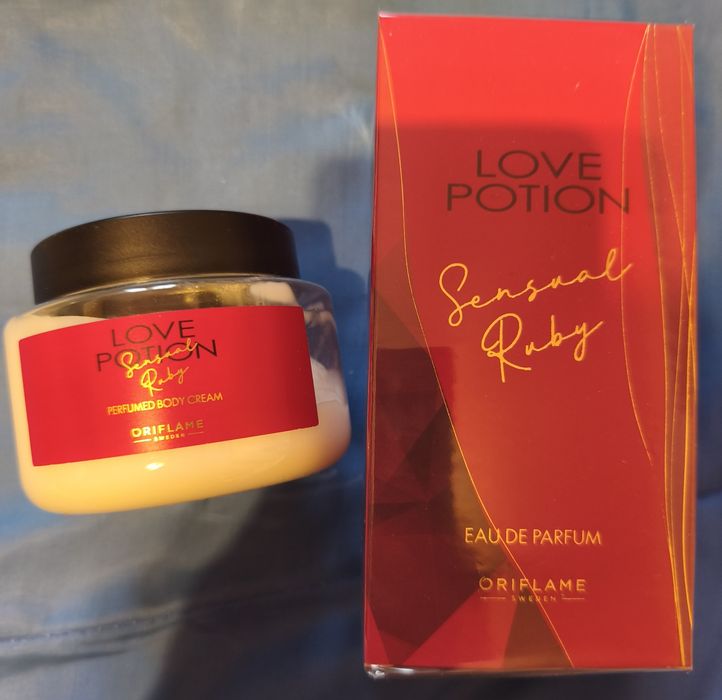 LOVE
POTION
Sensual
Ruby
PERFUMED BODY CREAM
ORIFLAME
SWEDEN
LOVE
POTION
Sensual
Ruby
EAU DE PARFUM
ORIFLAME
SWEDEN